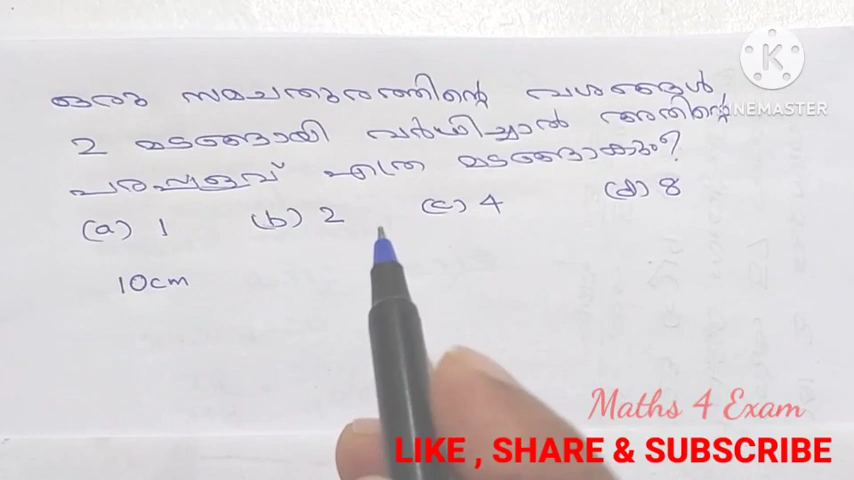 ഒരു സമചതുരത്തിന്റെ വശങ്ങൾ
2 മടങ്ങായി വർധിച്ചാൽ അതിന്റെ
പരപ്പളവ് എത്ര മടങ്ങാകും?
(a) 1 (b) 2 (c) 4 (d) 8
10cm
K
INEMASTER
Maths 4 Exam
LIKE , SHARE & SUBSCRIBE